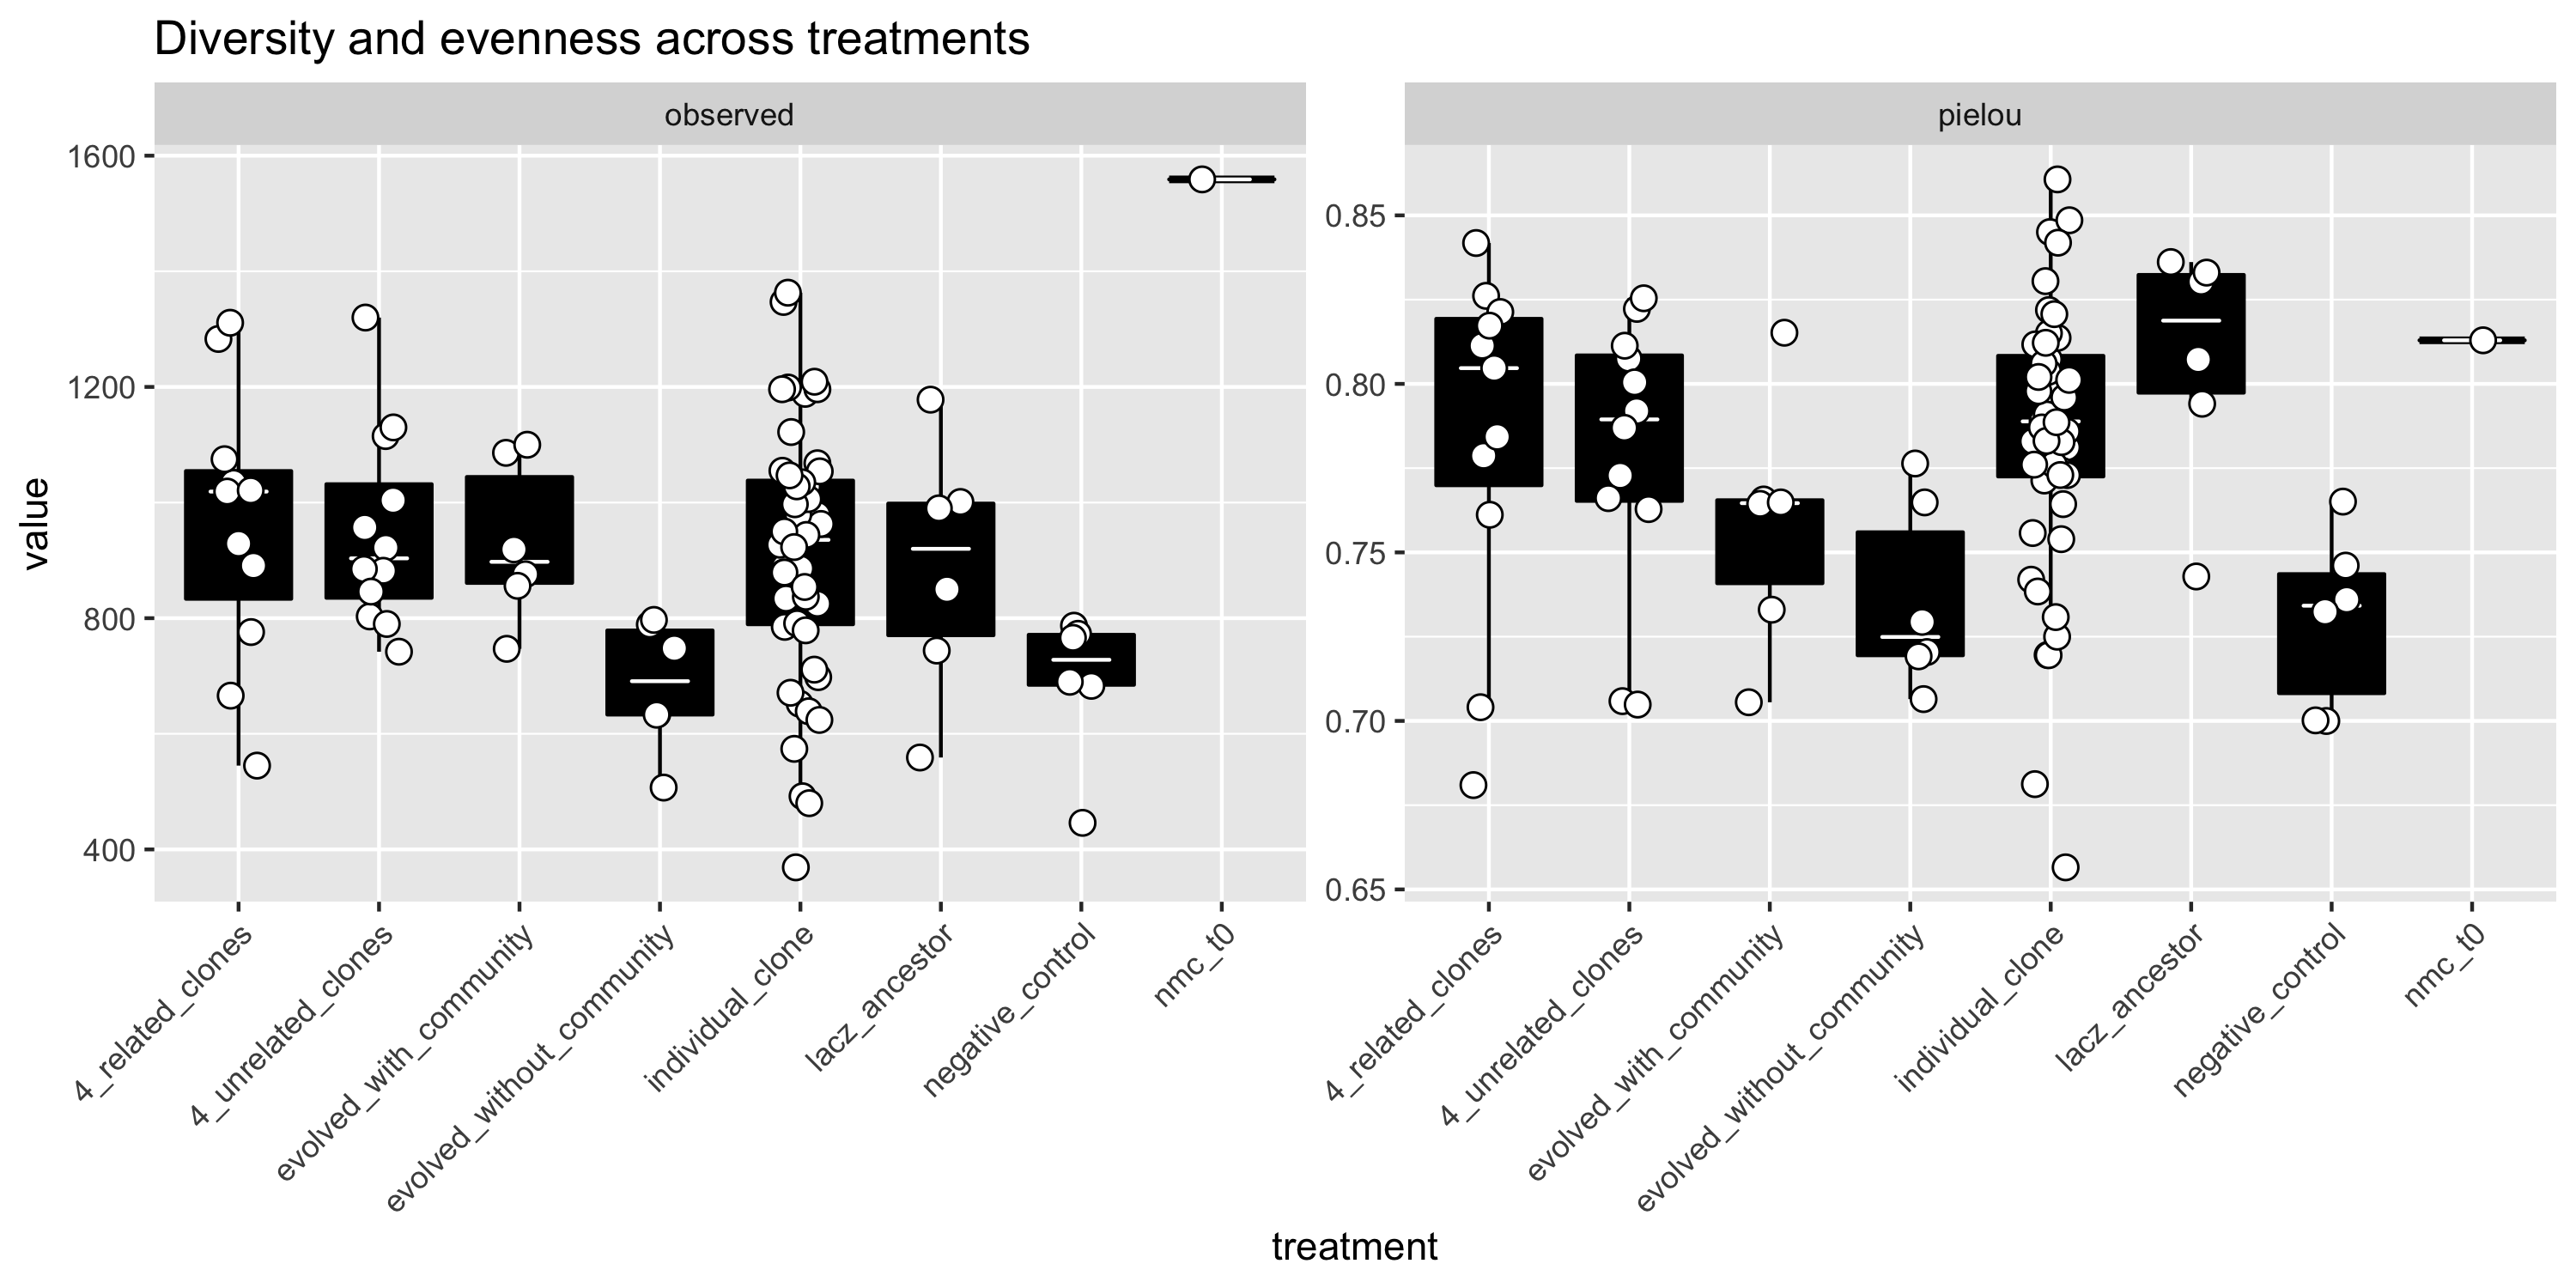 Diversity and evenness across treatments
observed
pielou
value
1600
1200
800
400
0.85
0.80
0.75
0.70
0.65
4_related_clones
4_unrelated_clones
evolved_with_community
evolved_without_community
individual_clone
lacz_ancestor
negative_control
nmc_t0
4_related_clones
4_unrelated_clones
evolved_with_community
evolved_without_community
individual_clone
lacz_ancestor
negative_control
nmc_t0
treatment